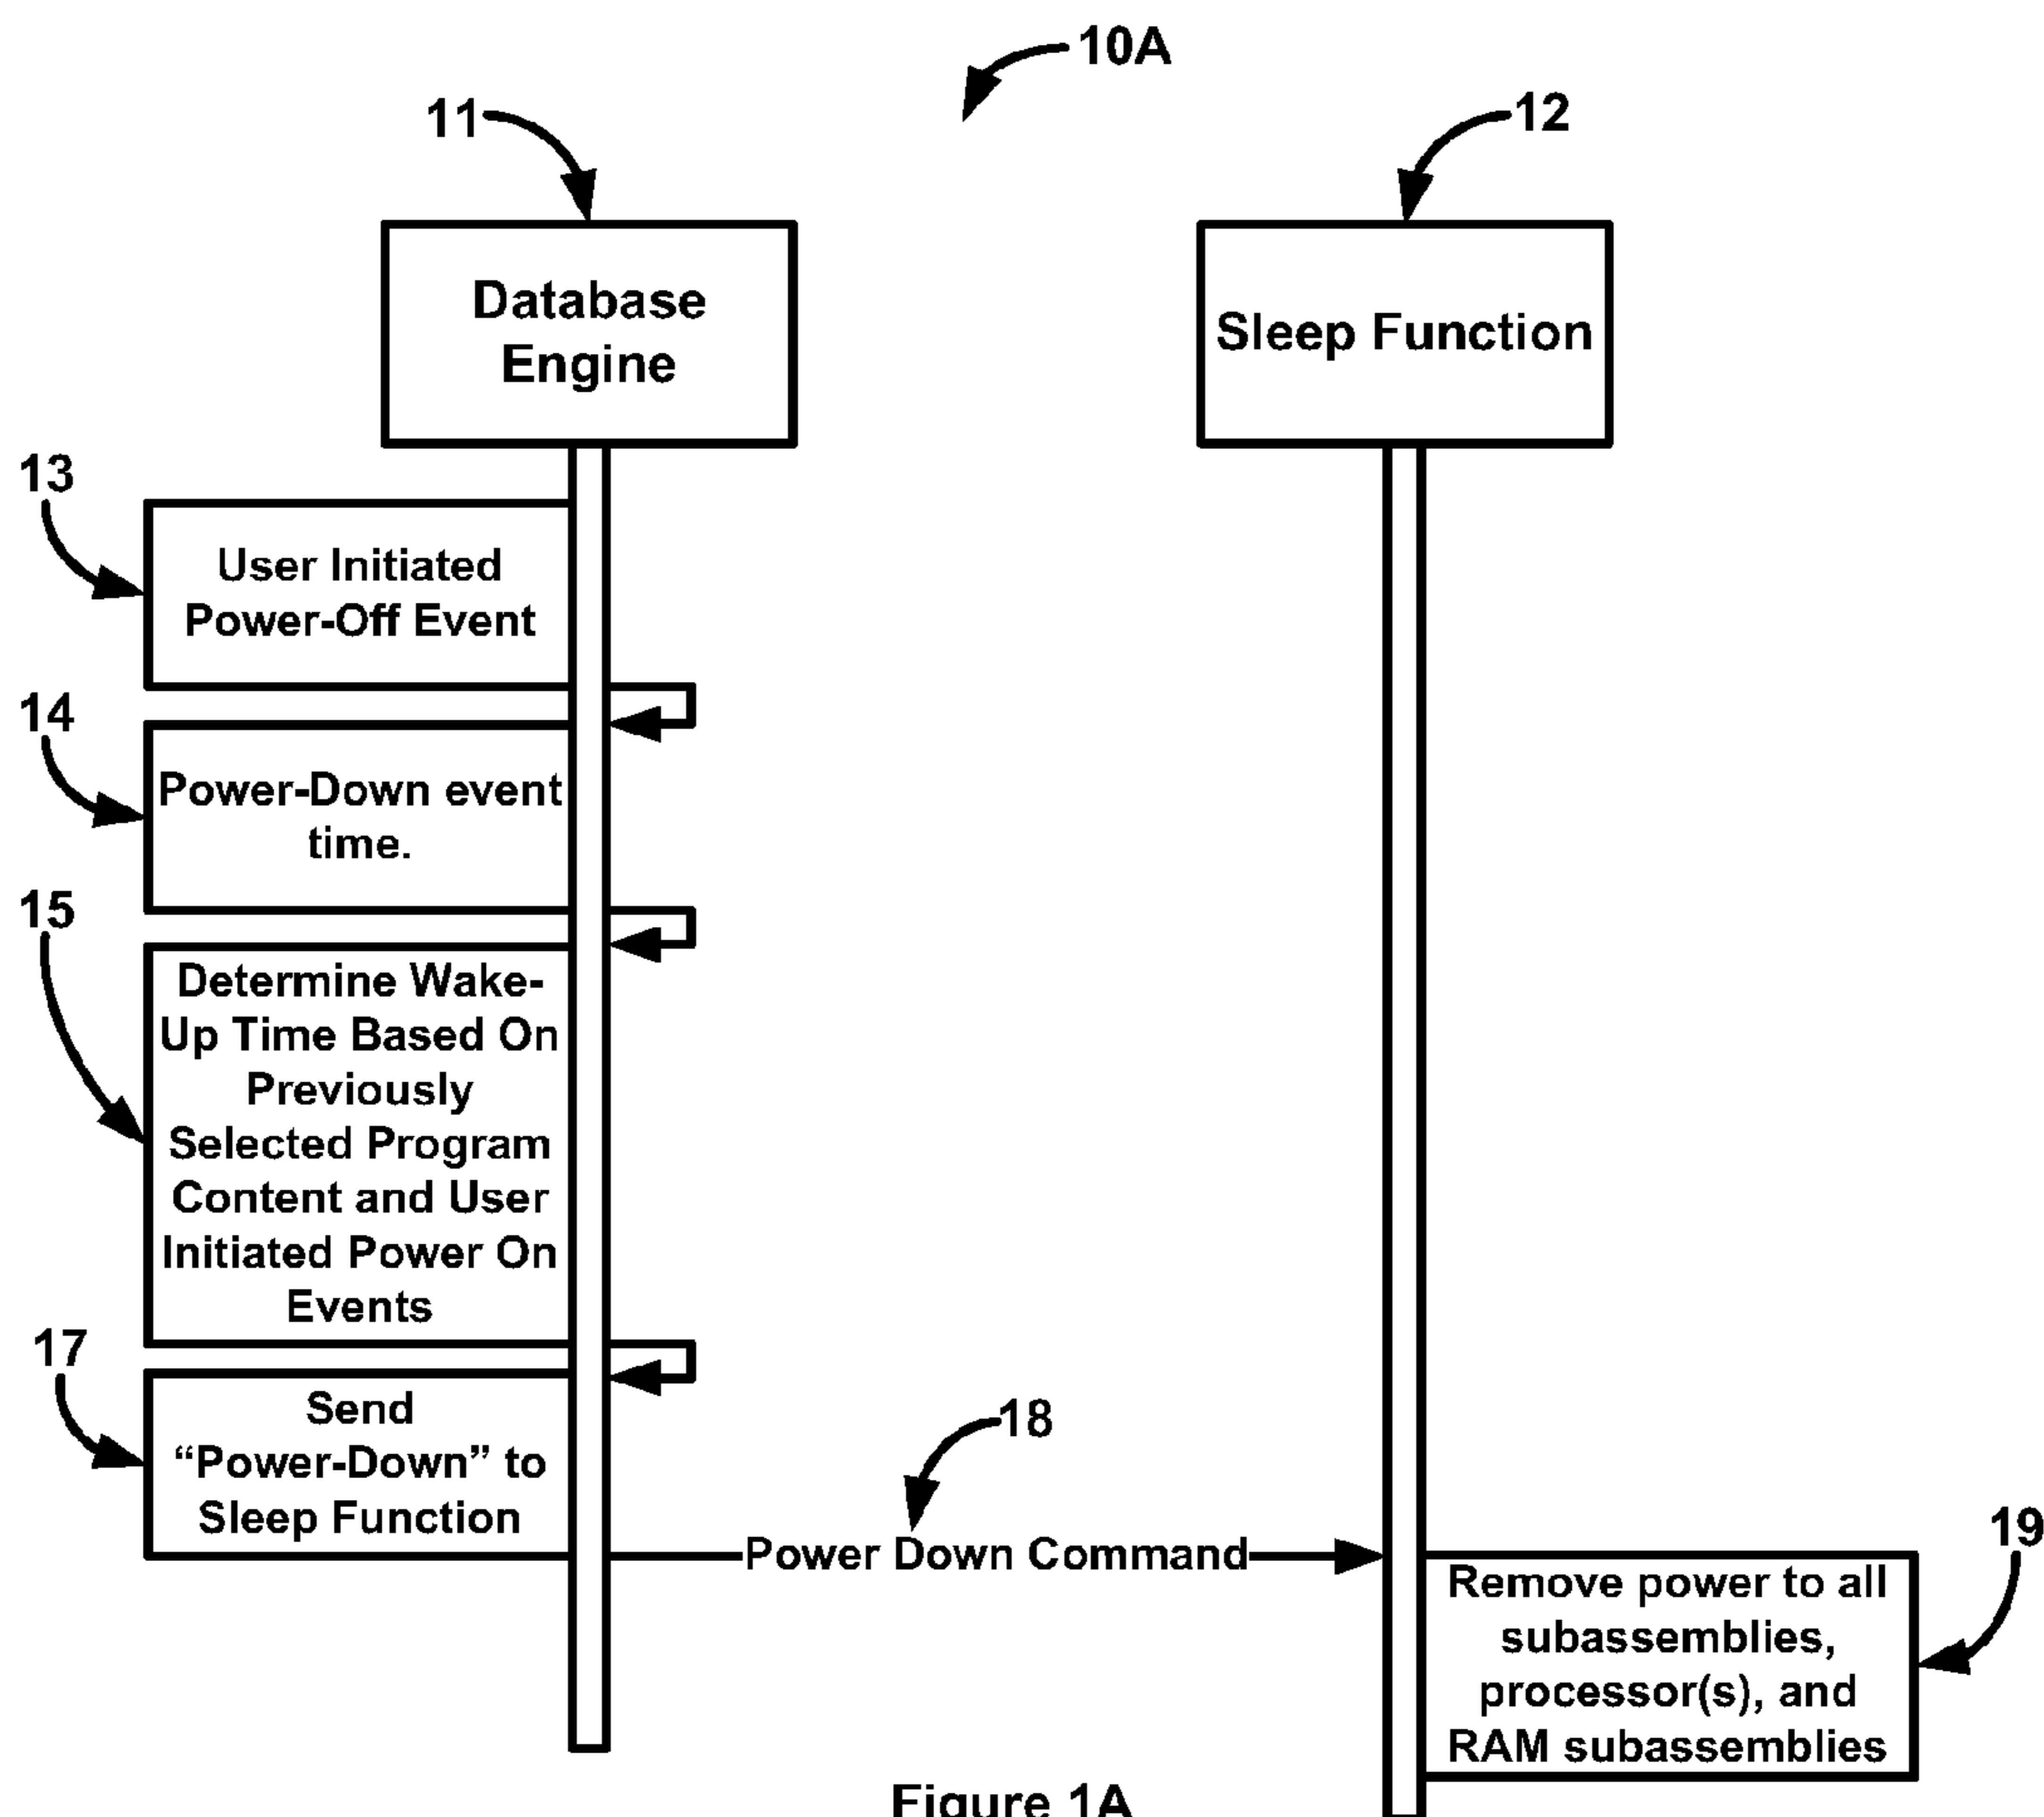 10A
11
12
Database
Engine
Sleep Function
13
User Initiated
Power-Off Event
14
Power-Down event
time.
15
Determine Wake-
Up Time Based On
Previously
Selected Program
Content and User
Initiated Power On
Events
17
Send
“Power-Down” to
Sleep Function
18
Power Down Command
19
Remove power to all
subassemblies,
processor(s), and
RAM subassemblies
Figure 1A